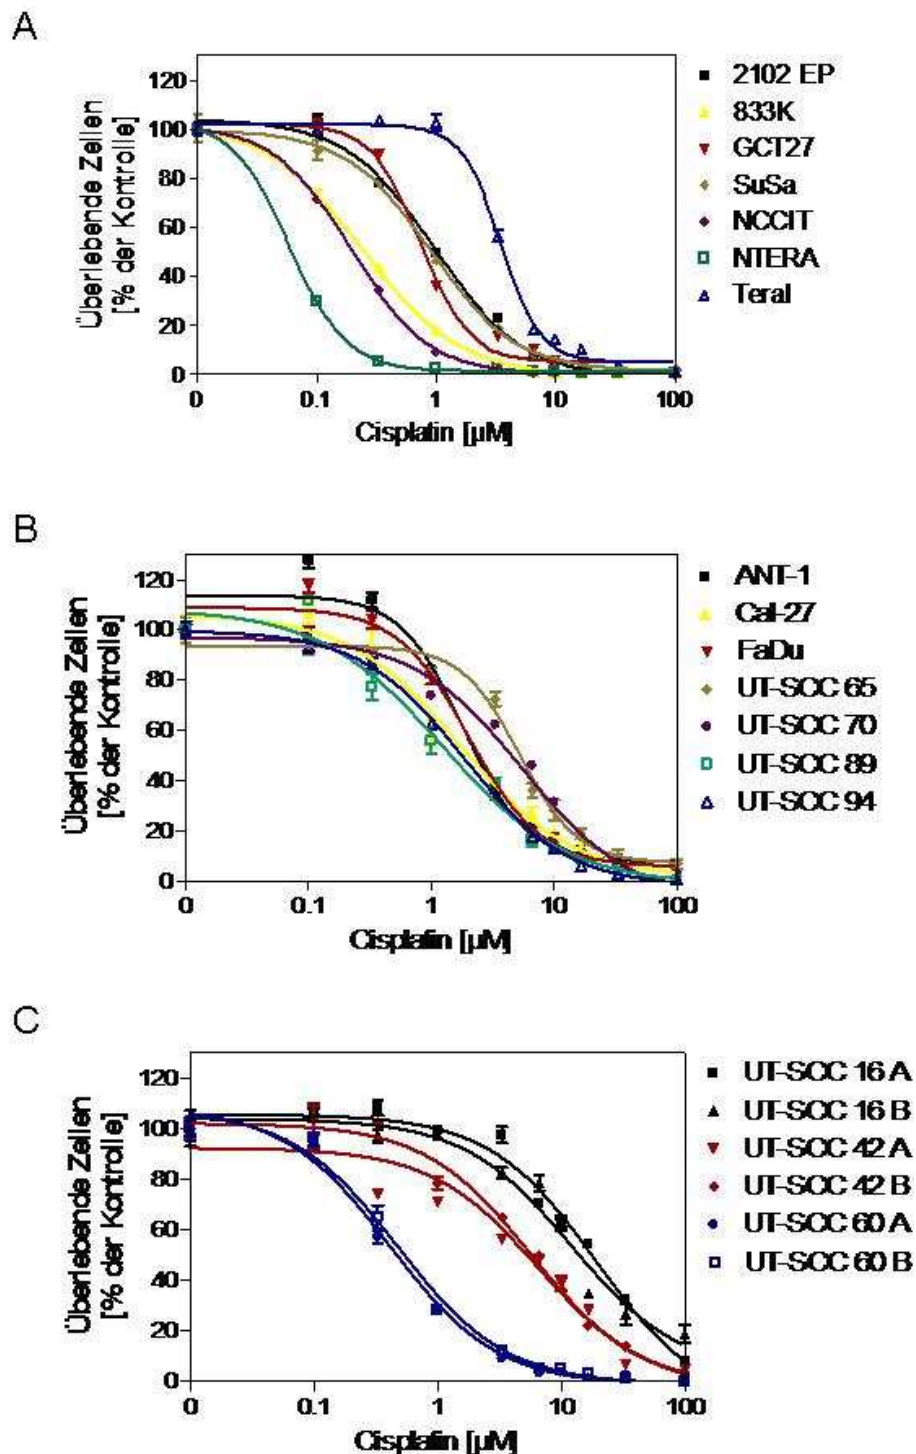 A
Überlebende Zellen
[% der Kontrolle]
120
100
80
60
40
20
0
0 0.1 1 10 100
Cisplatin [µM]
2102 EP
833K
GCT27
SuSa
NCCIT
NTERA
TeraI
B
Überlebende Zellen
[% der Kontrolle]
120
100
80
60
40
20
0
0 0.1 1 10 100
Cisplatin [µM]
ANT-1
Cal-27
FaDu
UT-SCC 65
UT-SCC 70
UT-SCC 89
UT-SCC 94
C
Überlebende Zellen
[% der Kontrolle]
120
100
80
60
40
20
0
0 0.1 1 10 100
Cisplatin [µM]
UT-SCC 16 A
UT-SCC 16 B
UT-SCC 42 A
UT-SCC 42 B
UT-SCC 60 A
UT-SCC 60 B